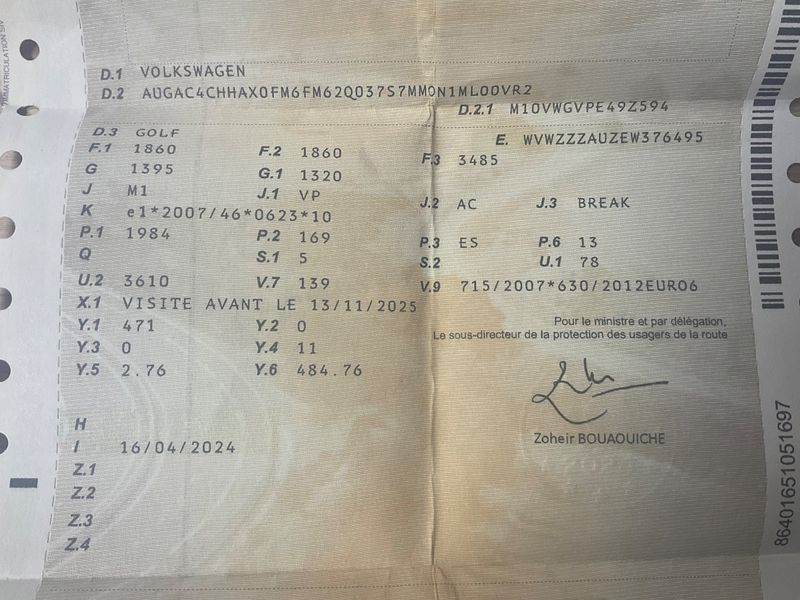 D.1 VOLKSWAGEN
D.2 AUGAC4CHHAX0FM6FM62Q037S7MMON1ML00VR2
D.2.1 M10VWGVPE49Z594
D.3 GOLF
E. WVWZZZAUZEW376495
F.1 1860 F.2 1860 F.3 3485
G 1395 G.1 1320
J M1 J.1 VP J.2 AC J.3 BREAK
K e1*2007/46*0623*10
P.1 1984 P.2 169 P.3 ES P.6 13
Q S.1 5 S.2 U.1 78
U.2 3610 V.7 139 V.9 715/2007*630/2012EURO6
X.1 VISITE AVANT LE 13/11/2025
Y.1 471 Y.2 0
Y.3 0 Y.4 11
Y.5 2.76 Y.6 484.76
Pour le ministre et par délégation,
Le sous-directeur de la protection des usagers de la route
Zoheir BOUAOUICHE
H
I 16/04/2024
Z.1
Z.2
Z.3
Z.4
86401651051697